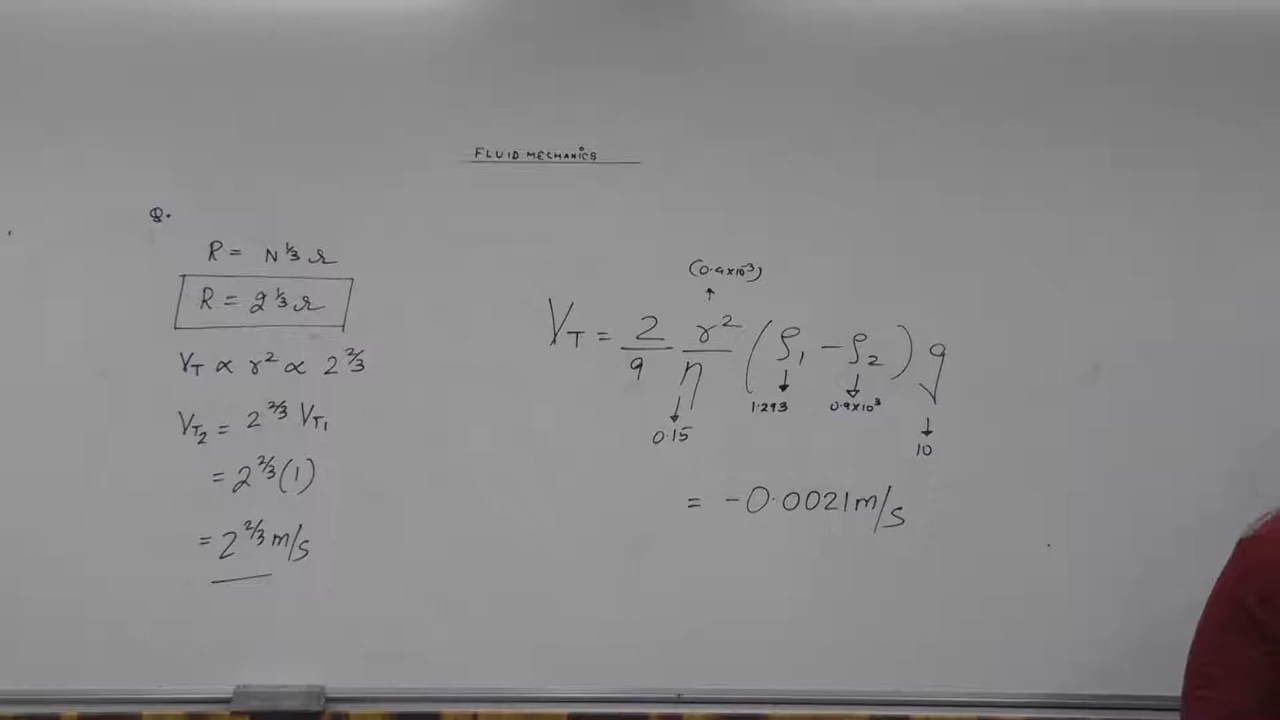 FLUID MECHANICS
Q.
R = N^1/3 r
R = 2^1/3 r
V_T ∝ r² ∝ 2^2/3
V_T₂ = 2^2/3 V_T₁
= 2^2/3 (1)
= 2^2/3 m/s
(0.4×10⁻³)
↑
V_T = 2/9 r²/η (ρ₁ - ρ₂) g
↓ ↓ ↓ ↓
0.15 1.293 0.9×10³ 10
= -0.0021 m/s